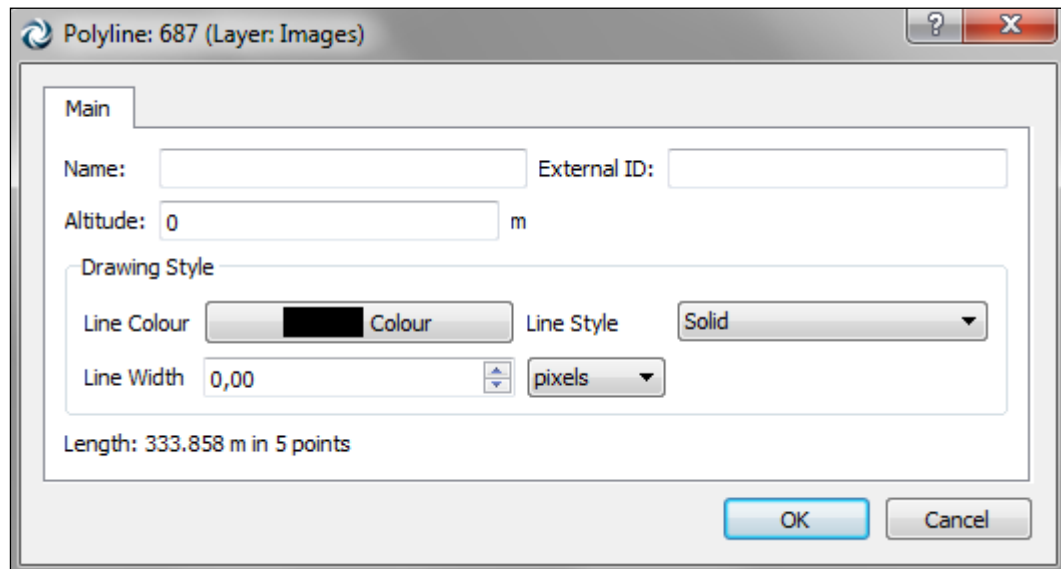 Polyline: 687 (Layer: Images) ? X
Main
Name: External ID:
Altitude: 0 m
Drawing Style
Line Colour Colour Line Style Solid
Line Width 0,00 pixels
Length: 333.858 m in 5 points
OK Cancel